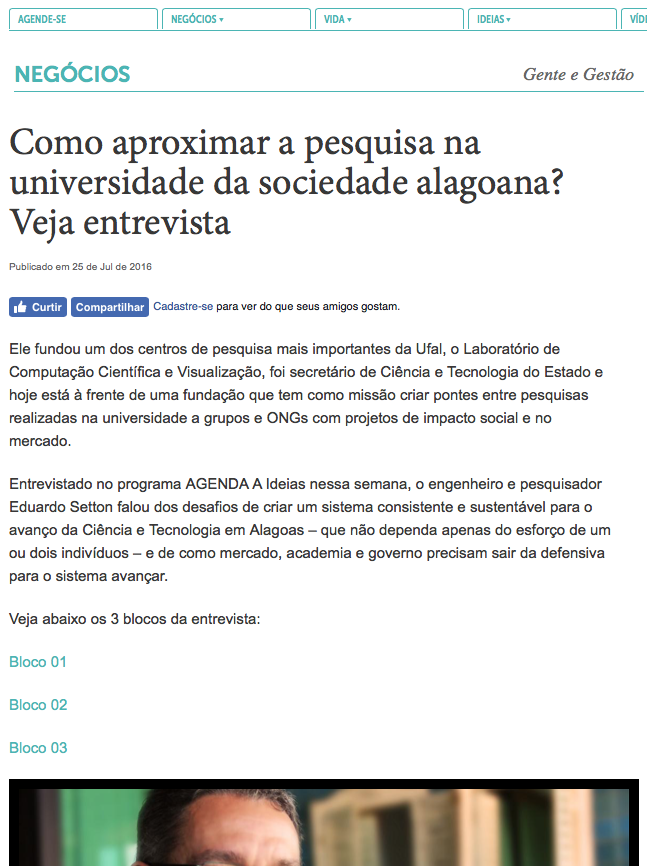 AGENDE-SE
NEGÓCIOS
VIDA
IDEIAS
NEGÓCIOS
Gente e Gestão
Como aproximar a pesquisa na
universidade da sociedade alagoana?
Veja entrevista
Publicado em 25 de Jul de 2016
Curtir
Compartilhar
Cadastre-se para ver do que seus amigos gostam.
Ele fundou um dos centros de pesquisa mais importantes da Ufal, o Laboratório de
Computação Científica e Visualização, foi secretário de Ciência e Tecnologia do Estado e
hoje está à frente de uma fundação que tem como missão criar pontes entre pesquisas
realizadas na universidade a grupos e ONGs com projetos de impacto social e no
mercado.
Entrevistado no programa AGENDA A Ideias nessa semana, o engenheiro e pesquisador
Eduardo Setton falou dos desafios de criar um sistema consistente e sustentável para o
avanço da Ciência e Tecnologia em Alagoas – que não dependa apenas do esforço de um
ou dois indivíduos – e de como mercado, academia e governo precisam sair da defensiva
para o sistema avançar.
Veja abaixo os 3 blocos da entrevista:
Bloco 01
Bloco 02
Bloco 03